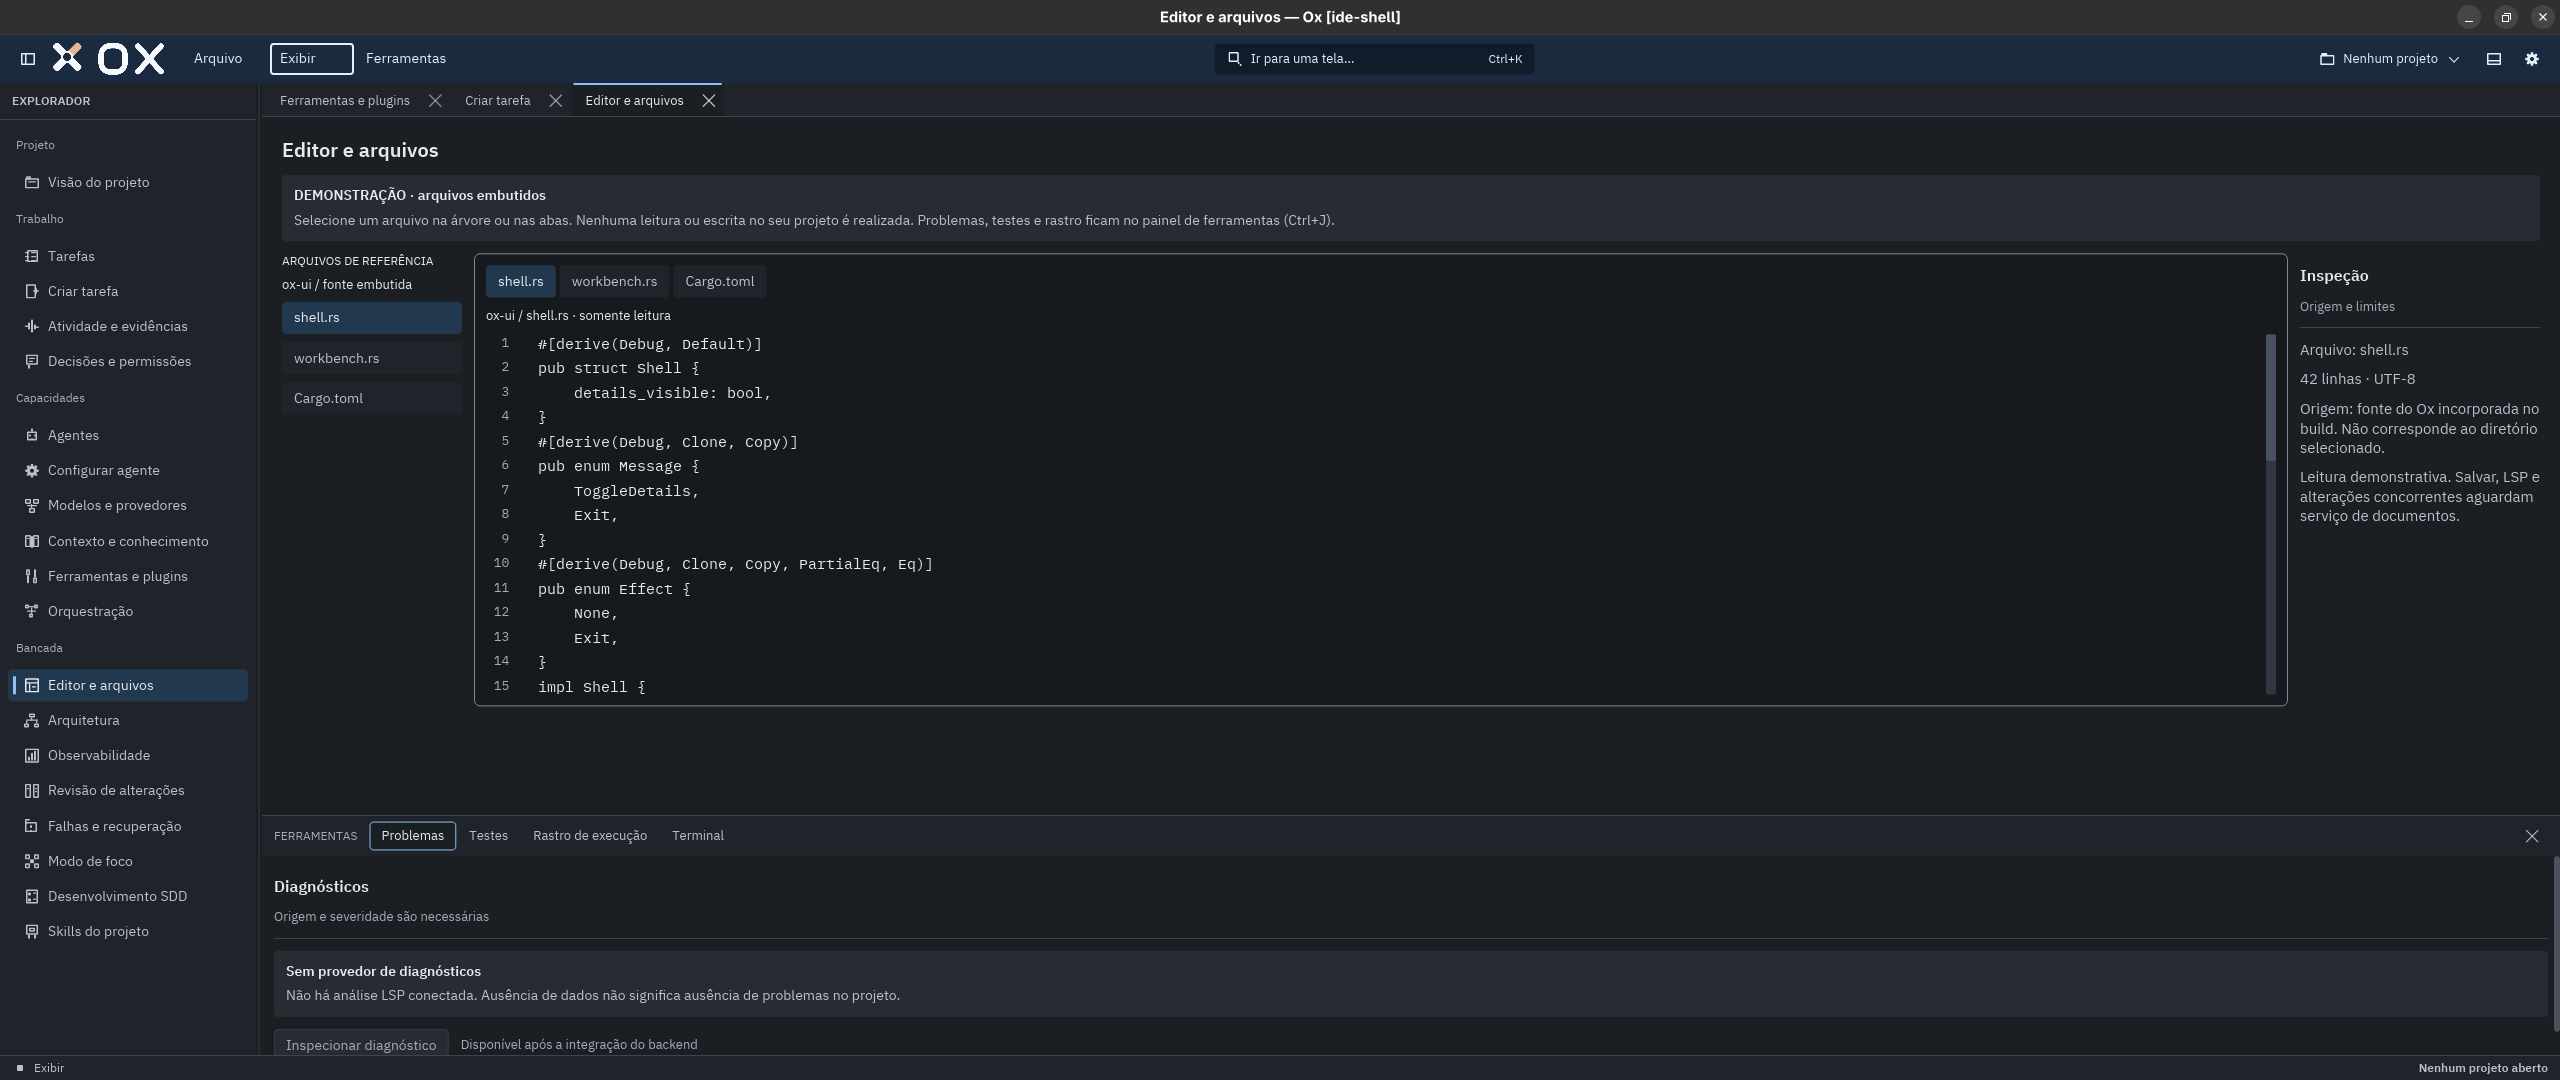 Editor e arquivos — Ox [ide-shell]
OX
Arquivo
Exibir
Ferramentas
Ir para uma tela...
Ctrl+K
Nenhum projeto
EXPLORADOR
Projeto
Visão do projeto
Trabalho
Tarefas
Criar tarefa
Atividade e evidências
Decisões e permissões
Capacidades
Agentes
Configurar agente
Modelos e provedores
Contexto e conhecimento
Ferramentas e plugins
Orquestração
Bancada
Editor e arquivos
Arquitetura
Observabilidade
Revisão de alterações
Falhas e recuperação
Modo de foco
Desenvolvimento SDD
Skills do projeto
Ferramentas e plugins
Criar tarefa
Editor e arquivos
Editor e arquivos
DEMONSTRAÇÃO · arquivos embutidos
Selecione um arquivo na árvore ou nas abas. Nenhuma leitura ou escrita no seu projeto é realizada. Problemas, testes e rastro ficam no painel de ferramentas (Ctrl+J).
ARQUIVOS DE REFERÊNCIA
ox-ui / fonte embutida
shell.rs
workbench.rs
Cargo.toml
shell.rs
workbench.rs
Cargo.toml
ox-ui / shell.rs · somente leitura
1 #[derive(Debug, Default)]
2 pub struct Shell {
3     details_visible: bool,
4 }
5 #[derive(Debug, Clone, Copy)]
6 pub enum Message {
7     ToggleDetails,
8     Exit,
9 }
10 #[derive(Debug, Clone, Copy, PartialEq, Eq)]
11 pub enum Effect {
12     None,
13     Exit,
14 }
15 impl Shell {
Inspeção
Origem e limites
Arquivo: shell.rs
42 linhas · UTF-8
Origem: fonte do Ox incorporada no
build. Não corresponde ao diretório
selecionado.
Leitura demonstrativa. Salvar, LSP e
alterações concorrentes aguardam
serviço de documentos.
FERRAMENTAS
Problemas
Testes
Rastro de execução
Terminal
Diagnósticos
Origem e severidade são necessárias
Sem provedor de diagnósticos
Não há análise LSP conectada. Ausência de dados não significa ausência de problemas no projeto.
Inspecionar diagnóstico
Disponível após a integração do backend
Exibir
Nenhum projeto aberto